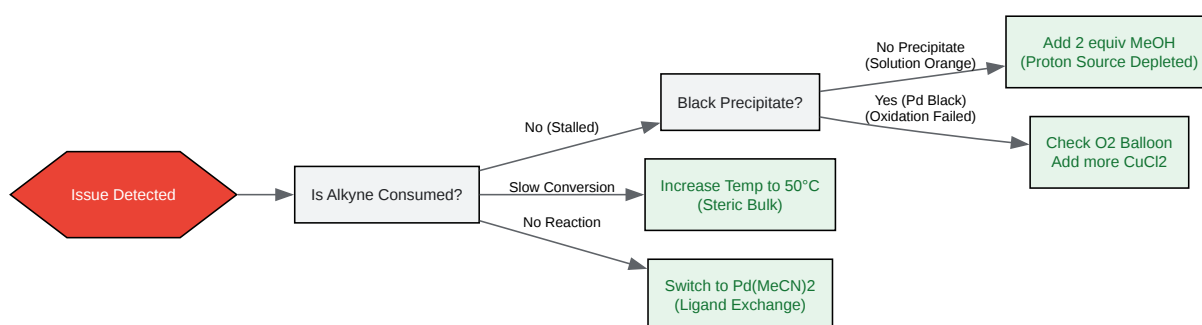 Issue Detected
Is Alkyne Consumed?
No (Stalled)
Slow Conversion
No Reaction
Black Precipitate?
Increase Temp to 50°C
(Steric Bulk)
Switch to Pd(MeCN)2
(Ligand Exchange)
No Precipitate
(Solution Orange)
Yes (Pd Black)
(Oxidation Failed)
Add 2 equiv MeOH
(Proton Source Depleted)
Check O2 Balloon
Add more CuCl2